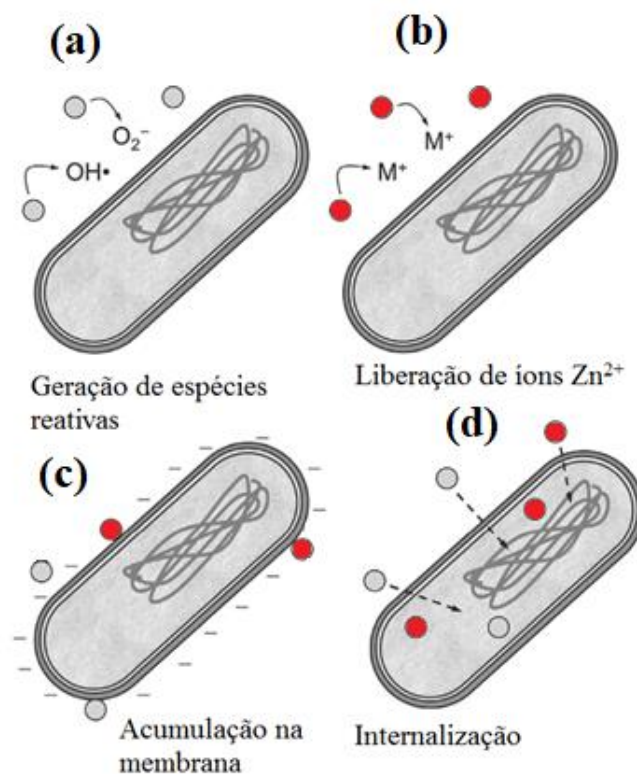 (a)
O₂⁻
OH•
Geração de espécies
reativas
(b)
M⁺
M⁺
Liberação de íons Zn²⁺
(c)
Acumulação na
membrana
(d)
Internalização